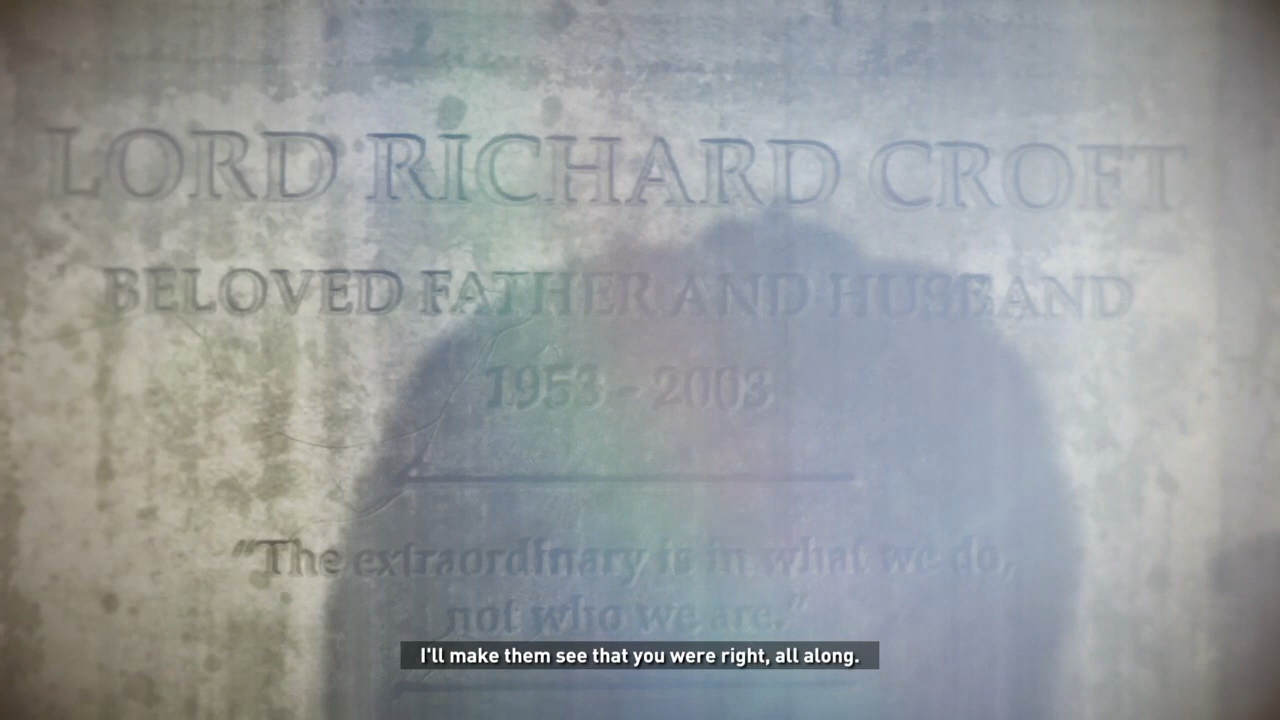 LORD RICHARD CROFT
BELOVED FATHER AND HUSBAND
1953 - 2003
“The extraordinary is in what we do,
not who we are.”
I'll make them see that you were right, all along.